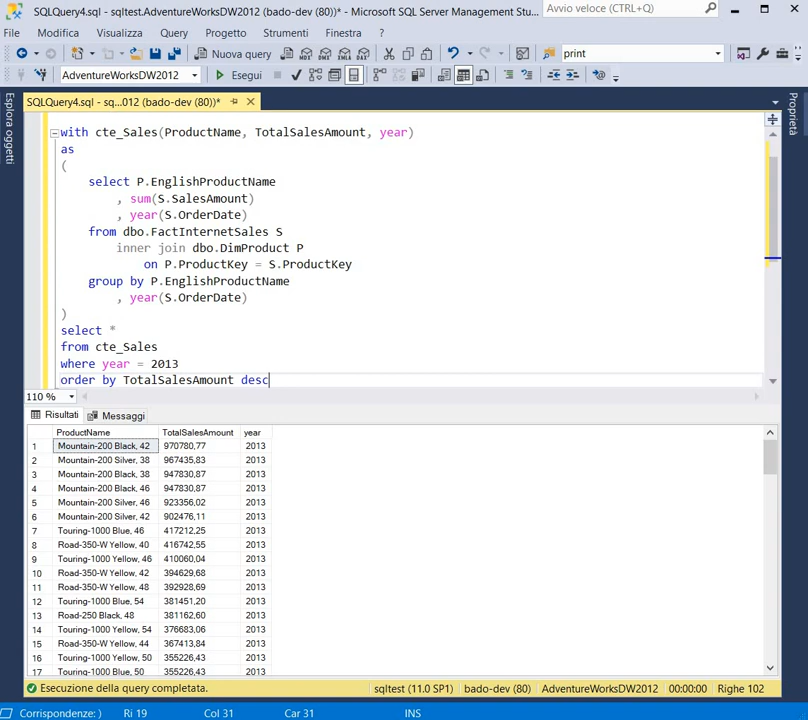 SQLQuery4.sql - sqltest.AdventureWorksDW2012 (bado-dev (80))* - Microsoft SQL Server Management Stu... Avvio veloce (CTRL+Q)
File Modifica Visualizza Query Progetto Strumenti Finestra ?
Nuova query MDX DMX XMLA DAX print
AdventureWorksDW2012 Esegui
SQLQuery4.sql - sq...012 (bado-dev (80))*
Esplora oggetti
Proprietà
with cte_Sales(ProductName, TotalSalesAmount, year)
as
(
select P.EnglishProductName
, sum(S.SalesAmount)
, year(S.OrderDate)
from dbo.FactInternetSales S
inner join dbo.DimProduct P
on P.ProductKey = S.ProductKey
group by P.EnglishProductName
, year(S.OrderDate)
)
select *
from cte_Sales
where year = 2013
order by TotalSalesAmount desc
110 %
Risultati Messaggi
ProductName TotalSalesAmount year
1 Mountain-200 Black, 42 970780,77 2013
2 Mountain-200 Silver, 38 967435,83 2013
3 Mountain-200 Black, 38 947830,87 2013
4 Mountain-200 Black, 46 947830,87 2013
5 Mountain-200 Silver, 46 923356,02 2013
6 Mountain-200 Silver, 42 902476,11 2013
7 Touring-1000 Blue, 46 417212,25 2013
8 Road-350-W Yellow, 40 416742,55 2013
9 Touring-1000 Yellow, 46 410060,04 2013
10 Road-350-W Yellow, 42 394629,68 2013
11 Road-350-W Yellow, 48 392928,69 2013
12 Touring-1000 Blue, 54 381451,20 2013
13 Road-250 Black, 48 381162,60 2013
14 Touring-1000 Yellow, 54 376683,06 2013
15 Road-350-W Yellow, 44 367413,84 2013
16 Touring-1000 Yellow, 50 355226,43 2013
17 Touring-1000 Blue, 50 355226,43 2013
Esecuzione della query completata. sqltest (11.0 SP1) bado-dev (80) AdventureWorksDW2012 00:00:00 Righe 102
Corrispondenze: ) Ri 19 Col 31 Car 31 INS